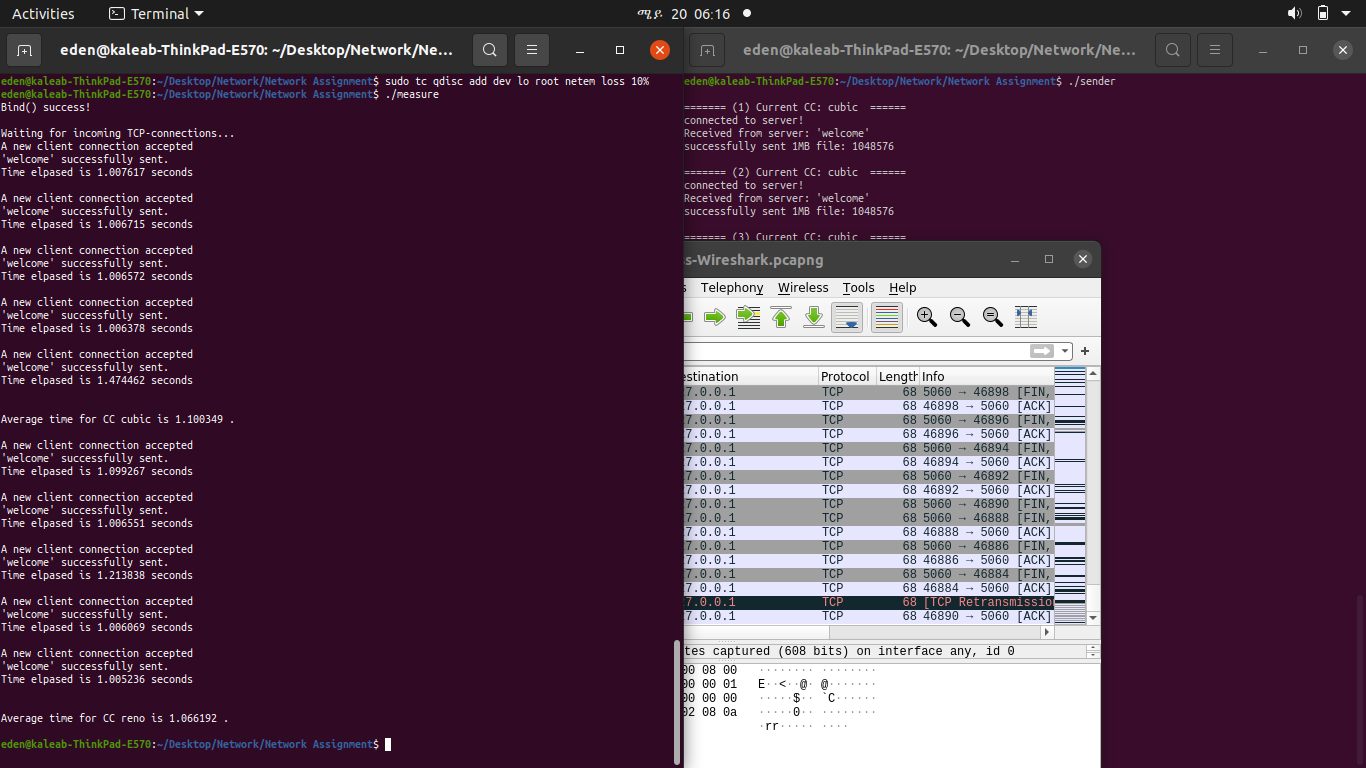 Activities
Terminal
ሚያ 20 06:16
eden@kaleab-ThinkPad-E570: ~/Desktop/Network/Ne...
eden@kaleab-ThinkPad-E570:~/Desktop/Network/Network Assignment$ sudo tc qdisc add dev lo root netem loss 10%
eden@kaleab-ThinkPad-E570:~/Desktop/Network/Network Assignment$ ./measure
Bind() success!
Waiting for incoming TCP-connections...
A new client connection accepted
'welcome' successfully sent.
Time elpased is 1.007617 seconds
A new client connection accepted
'welcome' successfully sent.
Time elpased is 1.006715 seconds
A new client connection accepted
'welcome' successfully sent.
Time elpased is 1.006572 seconds
A new client connection accepted
'welcome' successfully sent.
Time elpased is 1.006378 seconds
A new client connection accepted
'welcome' successfully sent.
Time elpased is 1.474462 seconds
Average time for CC cubic is 1.100349 .
A new client connection accepted
'welcome' successfully sent.
Time elpased is 1.099267 seconds
A new client connection accepted
'welcome' successfully sent.
Time elpased is 1.006551 seconds
A new client connection accepted
'welcome' successfully sent.
Time elpased is 1.213838 seconds
A new client connection accepted
'welcome' successfully sent.
Time elpased is 1.006069 seconds
A new client connection accepted
'welcome' successfully sent.
Time elpased is 1.005236 seconds
Average time for CC reno is 1.066192 .
eden@kaleab-ThinkPad-E570:~/Desktop/Network/Network Assignment$
eden@kaleab-ThinkPad-E570: ~/Desktop/Network/Ne...
eden@kaleab-ThinkPad-E570:~/Desktop/Network/Network Assignment$ ./sender
======= (1) Current CC: cubic ======
connected to server!
Received from server: 'welcome'
successfully sent 1MB file: 1048576
======= (2) Current CC: cubic ======
connected to server!
Received from server: 'welcome'
successfully sent 1MB file: 1048576
======= (3) Current CC: cubic ======
s-Wireshark.pcapng
s Telephony Wireless Tools Help
estination Protocol Length Info
7.0.0.1 TCP 68 5060 → 46898 [FIN,
7.0.0.1 TCP 68 46898 → 5060 [ACK]
7.0.0.1 TCP 68 5060 → 46896 [FIN,
7.0.0.1 TCP 68 46896 → 5060 [ACK]
7.0.0.1 TCP 68 5060 → 46894 [FIN,
7.0.0.1 TCP 68 46894 → 5060 [ACK]
7.0.0.1 TCP 68 5060 → 46892 [FIN,
7.0.0.1 TCP 68 46892 → 5060 [ACK]
7.0.0.1 TCP 68 5060 → 46890 [FIN,
7.0.0.1 TCP 68 5060 → 46888 [FIN,
7.0.0.1 TCP 68 46888 → 5060 [ACK]
7.0.0.1 TCP 68 5060 → 46886 [FIN,
7.0.0.1 TCP 68 46886 → 5060 [ACK]
7.0.0.1 TCP 68 5060 → 46884 [FIN,
7.0.0.1 TCP 68 46884 → 5060 [ACK]
7.0.0.1 TCP 68 [TCP Retransmissio
7.0.0.1 TCP 68 46890 → 5060 [ACK]
tes captured (608 bits) on interface any, id 0
00 08 00 ········ ········
00 00 01 E··<··@· @·······
00 00 00 ·····$·· `C······
02 08 0a ·····0·· ········
·rr····· ····